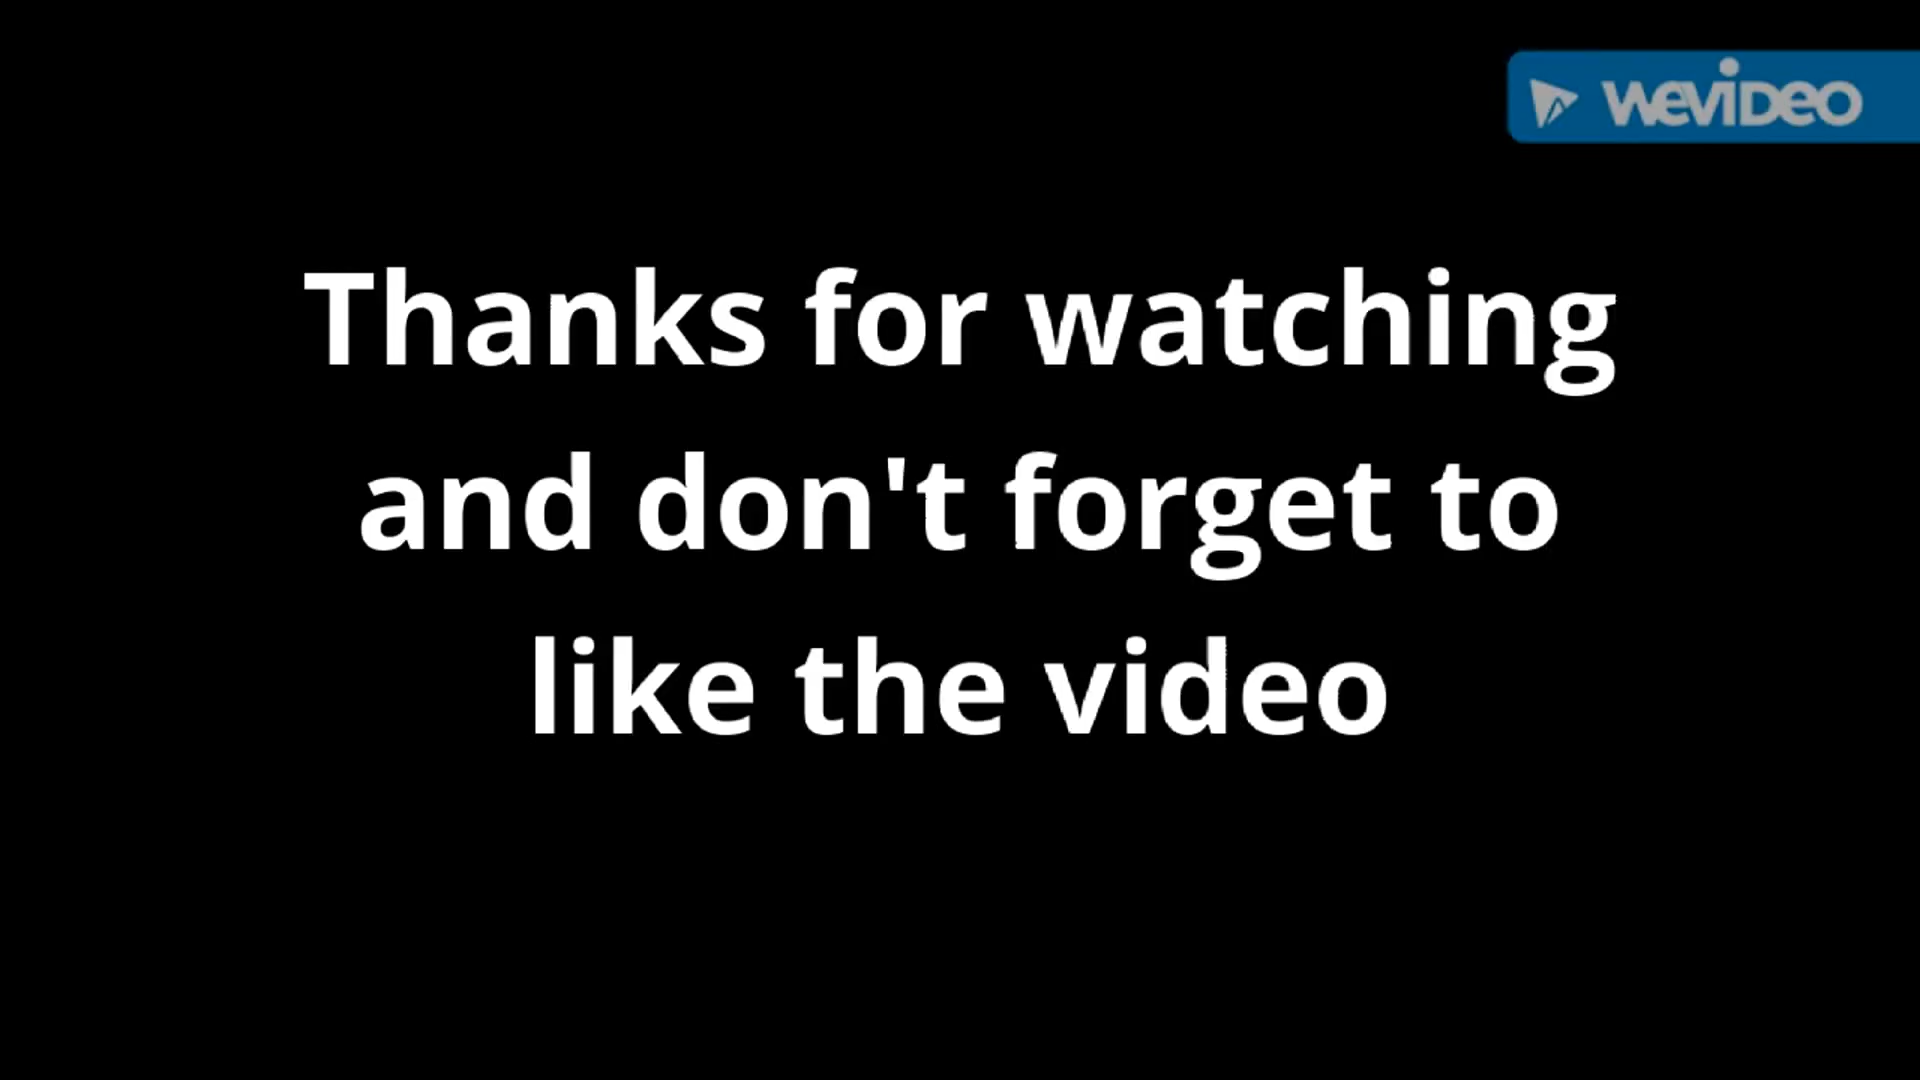 WeVideo
Thanks for watching
and don't forget to
like the video